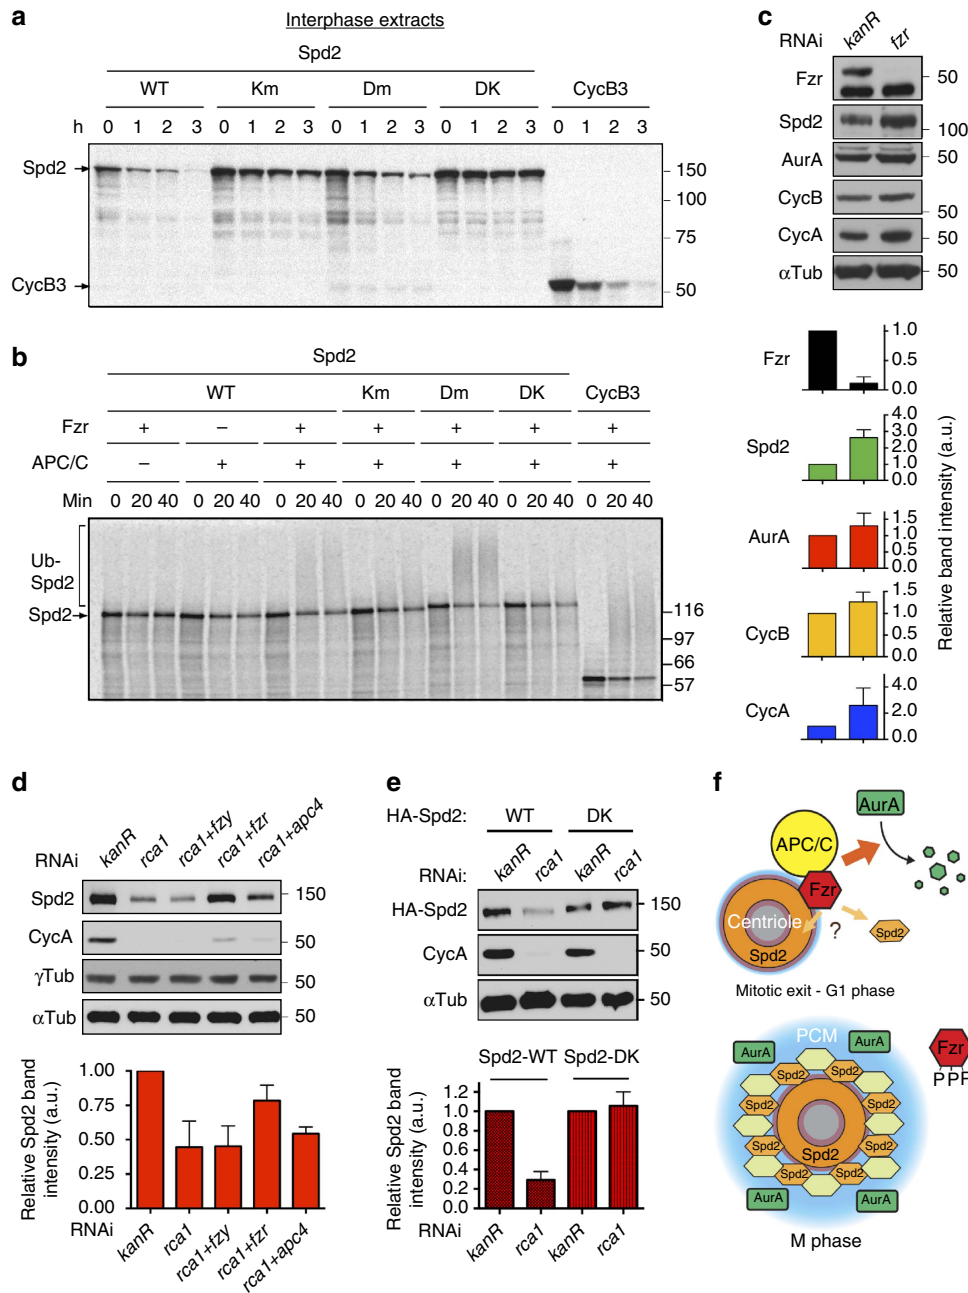 a
Interphase extracts
Spd2
WT Km Dm DK CycB3
h 0 1 2 3 0 1 2 3 0 1 2 3 0 1 2 3 0 1 2 3
Spd2
CycB3
150
100
75
50
b
Spd2
WT Km Dm DK CycB3
Fzr + – + + + + +
APC/C – + + + + + +
Min 0 20 40 0 20 40 0 20 40 0 20 40 0 20 40 0 20 40 0 20 40
Ub-
Spd2
Spd2
116
97
66
57
c
RNAi kanR fzr
Fzr 50
Spd2 100
AurA 50
CycB 50
CycA 50
αTub 50
Fzr
1.0
0.5
0.0
Spd2
4.0
3.0
2.0
1.0
0.0
AurA
1.5
1.0
0.5
0.0
CycB
1.5
1.0
0.5
0.0
CycA
4.0
2.0
0.0
Relative band intensity (a.u.)
d
RNAi kanR rca1 rca1+fzy rca1+fzr rca1+apc4
Spd2 150
CycA 50
γTub 50
αTub 50
Relative Spd2 band
intensity (a.u.)
1.00
0.75
0.50
0.25
0.00
RNAi kanR rca1 rca1+fzy rca1+fzr rca1+apc4
e
HA-Spd2: WT DK
RNAi: kanR rca1 kanR rca1
HA-Spd2 150
CycA 50
αTub 50
Spd2-WT Spd2-DK
Relative Spd2 band
intensity (a.u.)
1.2
1.0
0.8
0.6
0.4
0.2
0.0
RNAi kanR rca1 kanR rca1
f
AurA
APC/C
Fzr
Centriole
?
Spd2
Spd2
Mitotic exit - G1 phase
PCM
AurA
AurA
Fzr
PPP
Spd2
Spd2
Spd2
Spd2
Spd2
Spd2
Spd2
Spd2
Spd2
AurA
AurA
M phase